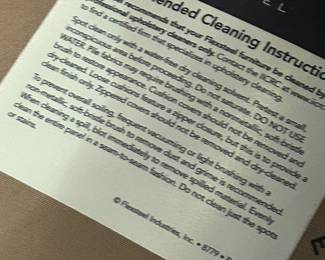 E L
ended Cleaning Instructio
recommends that your Flexsteel furniture be cleaned by
upholstery cleaners only. Contact the IICRC at www.iicrc
to find a certified firm that specializes in upholstery cleaning.
Spot clean only with a water-free dry cleaning solvent. Pretest a small,
inconspicuous area before proceeding. Do not saturate. DO NOT USE
WATER. Pile fabrics may require brushing with a nonmetallic, soft-bristle
brush to restore appearance. Cushion covers should not be removed and
dry-cleaned. Loose cushions feature a zipper closure, but this is to provide a
clean finish only. Zippered covers should not be removed and dry-cleaned.
To prevent overall soiling, frequent vacuuming or light brushing with a
non-metallic, soft-bristle brush to remove dust and grime is recommended.
When cleaning a spill, blot immediately to remove spilled material. Evenly
clean the entire panel in a seam-to-seam fashion. Do not clean just the spots
or stains.
© Flexsteel Industries, Inc. • 8779 •
E